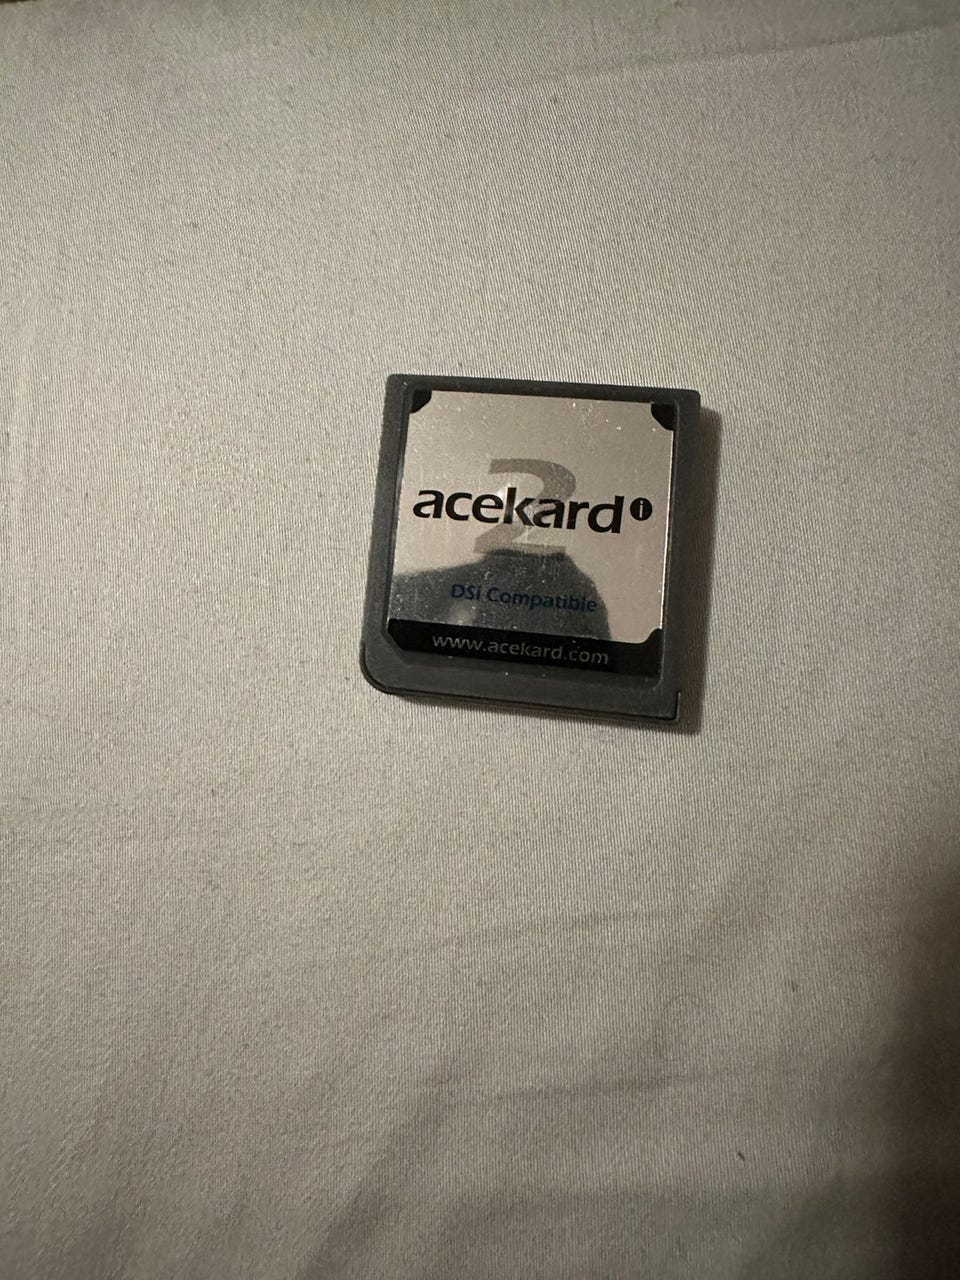 2
acekard i
DSi Compatible
www.acekard.com